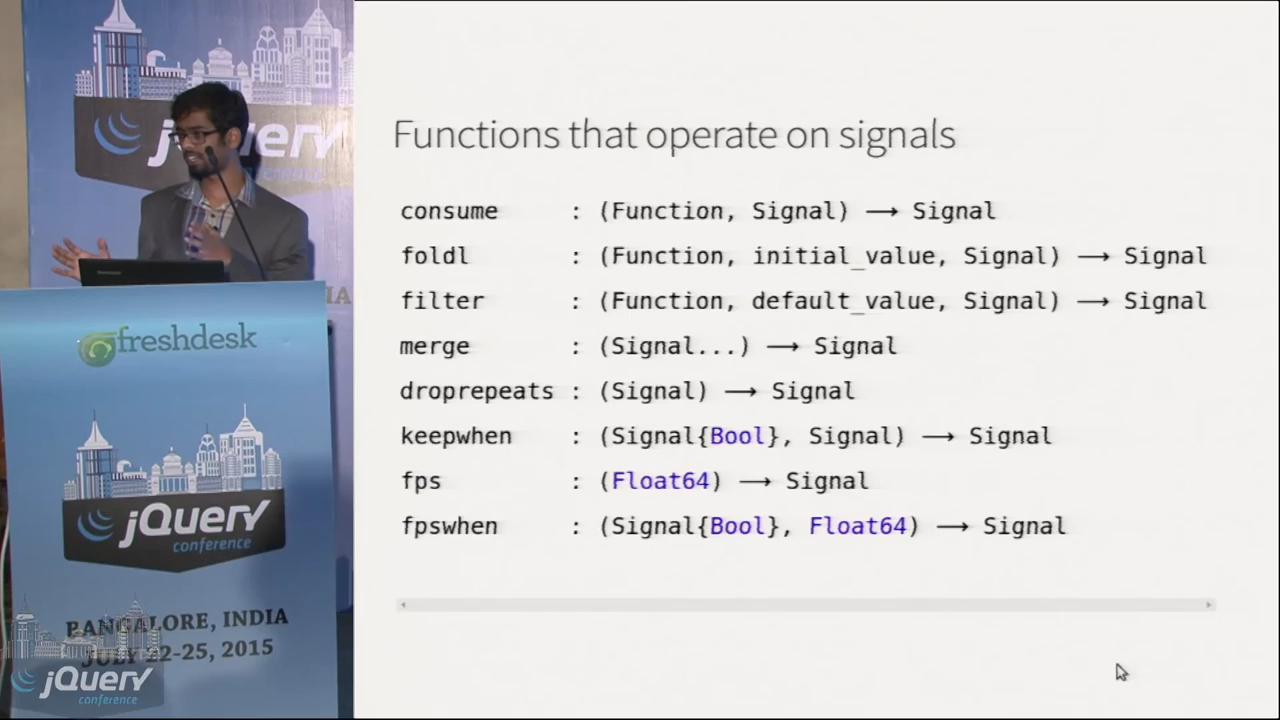 jQuery
Functions that operate on signals
consume : (Function, Signal) ⟶ Signal
foldl : (Function, initial_value, Signal) ⟶ Signal
filter : (Function, default_value, Signal) ⟶ Signal
merge : (Signal...) ⟶ Signal
droprepeats : (Signal) ⟶ Signal
keepwhen : (Signal{Bool}, Signal) ⟶ Signal
fps : (Float64) ⟶ Signal
fpswhen : (Signal{Bool}, Float64) ⟶ Signal
freshdesk
jQuery
conference
BANGALORE, INDIA
JULY 22-25, 2015
jQuery
conference